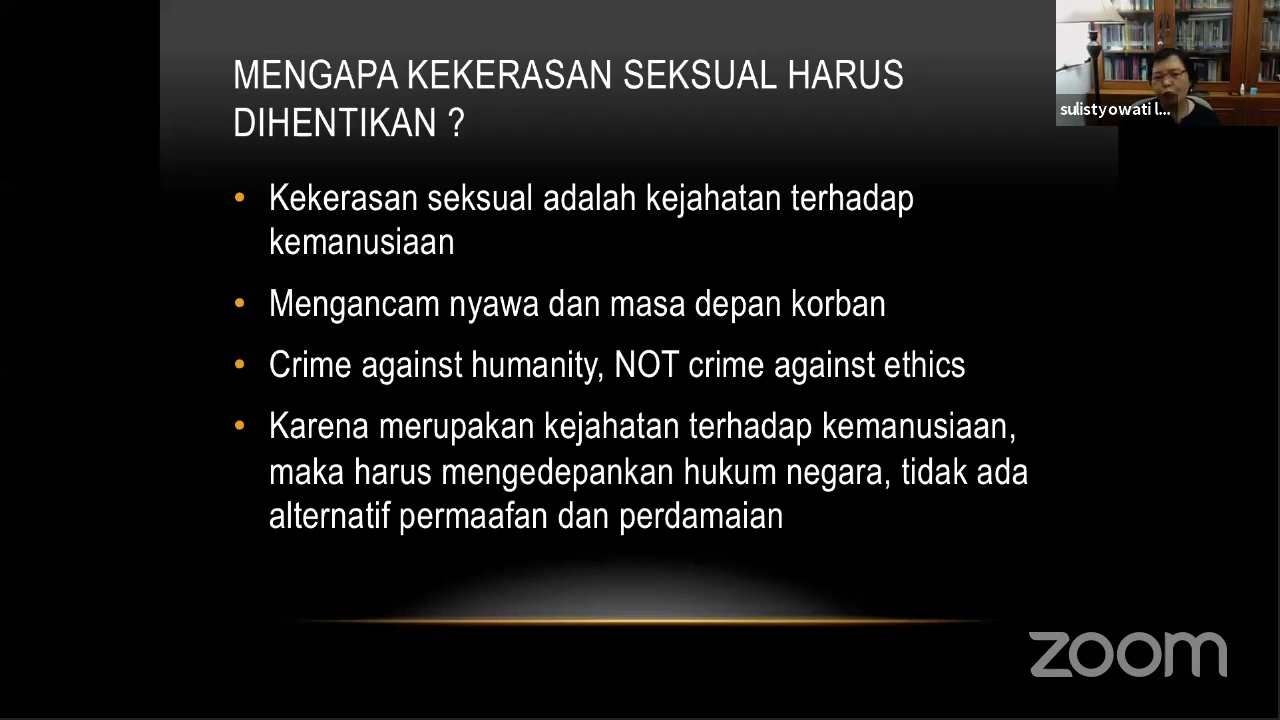 MENGAPA KEKERASAN SEKSUAL HARUS
DIHENTIKAN ?
sulistyowati l...
• Kekerasan seksual adalah kejahatan terhadap
kemanusiaan
• Mengancam nyawa dan masa depan korban
• Crime against humanity, NOT crime against ethics
• Karena merupakan kejahatan terhadap kemanusiaan,
maka harus mengedepankan hukum negara, tidak ada
alternatif permaafan dan perdamaian
zoom